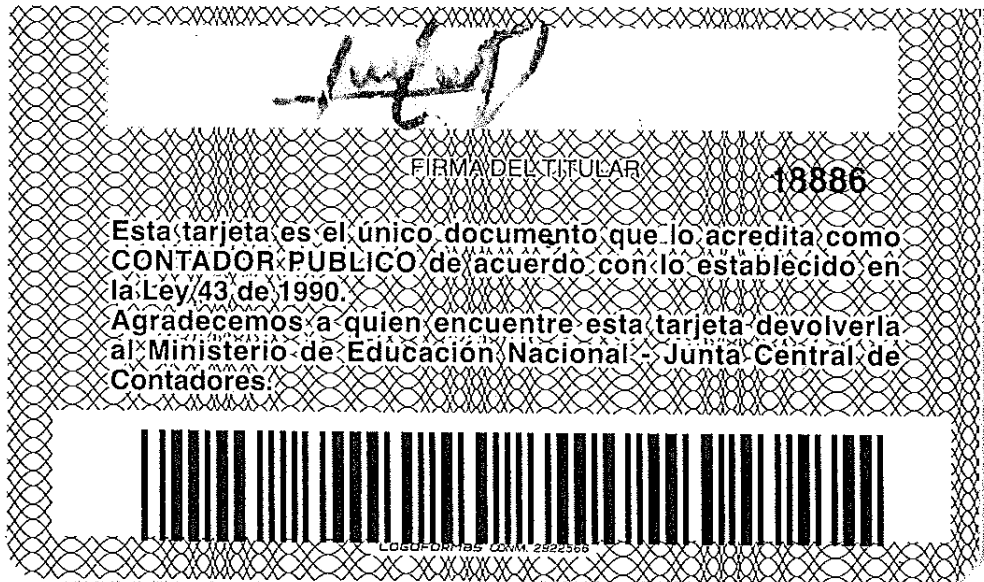 FIRMA DEL TITULAR
18886
Esta tarjeta es el único documento que lo acredita como
CONTADOR PUBLICO de acuerdo con lo establecido en
la Ley 43 de 1990.
Agradecemos a quien encuentre esta tarjeta devolverla
al Ministerio de Educación Nacional - Junta Central de
Contadores.
LOGOFORMAS CONM. 2922566